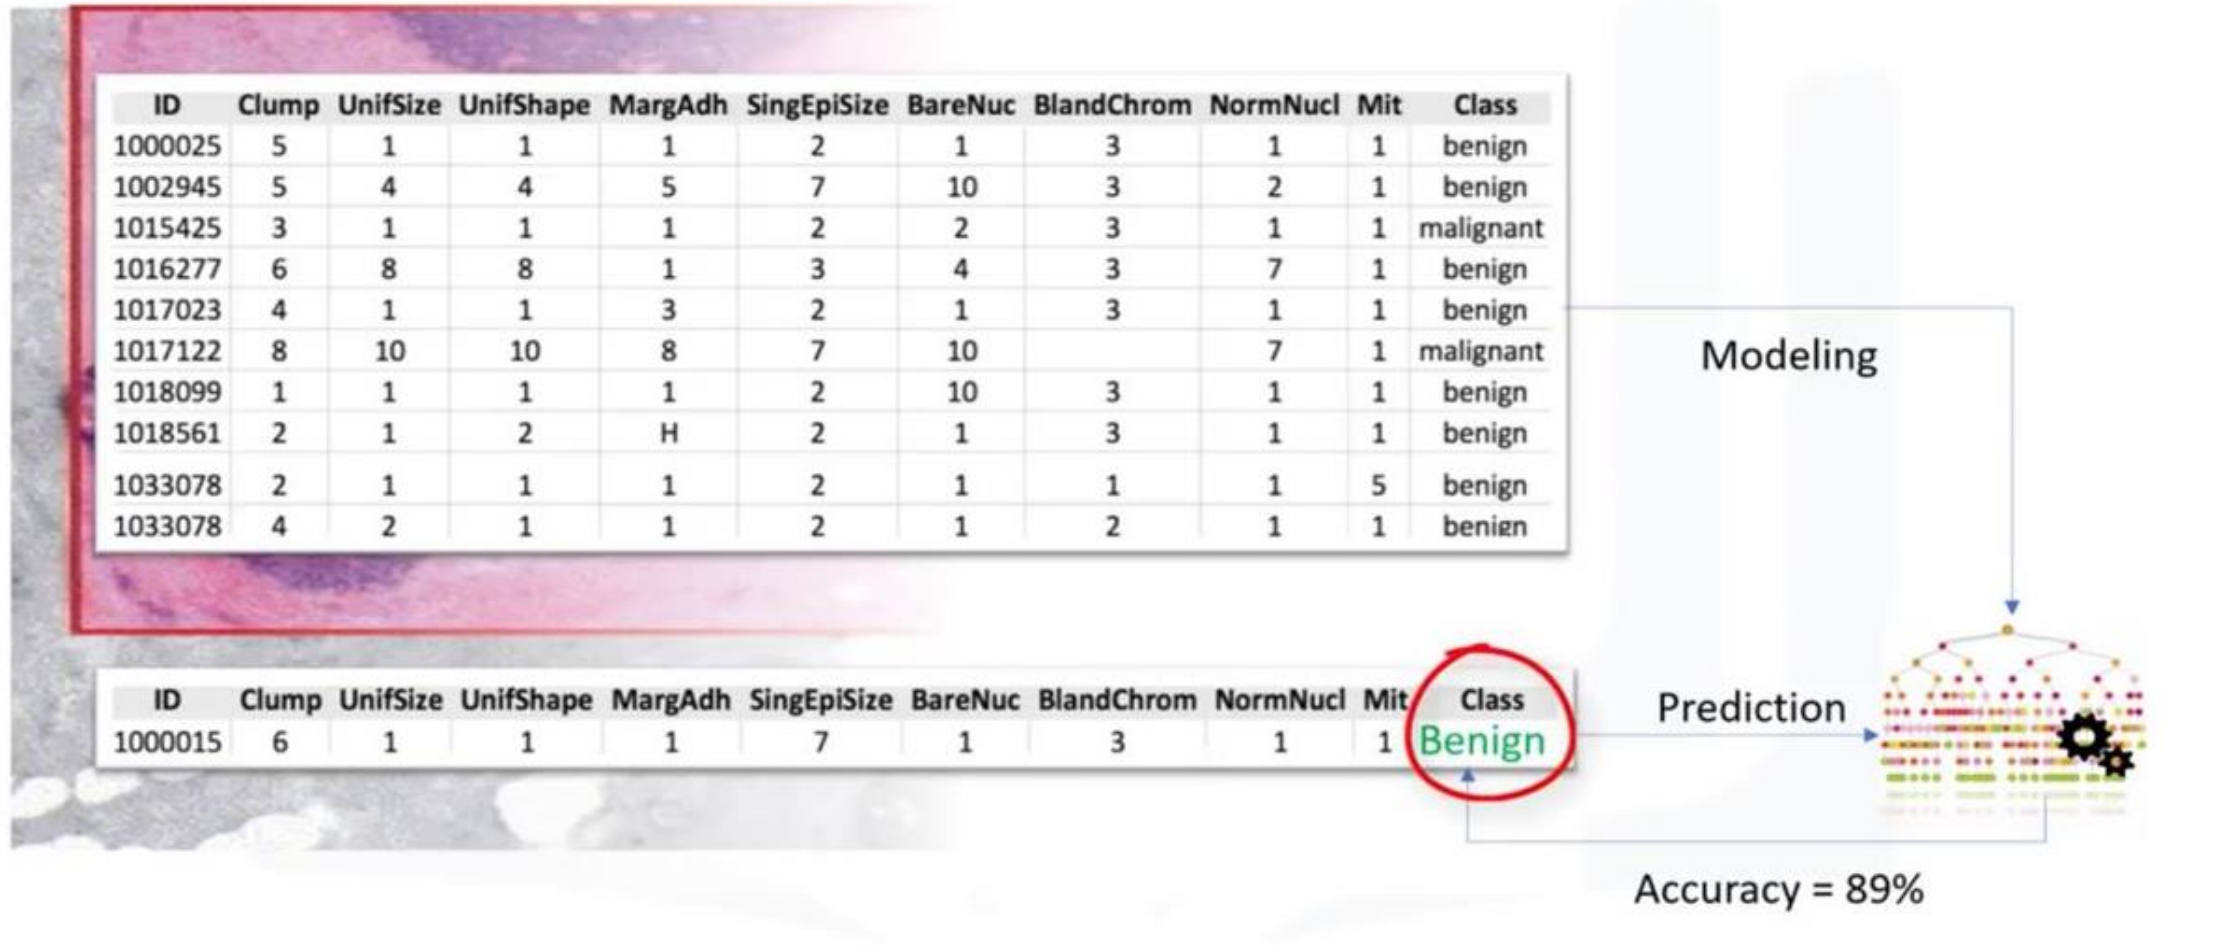 ID Clump UnifSize UnifShape MargAdh SingEpiSize BareNuc BlandChrom NormNucl Mit Class
1000025 5 1 1 1 2 1 3 1 1 benign
1002945 5 4 4 5 7 10 3 2 1 benign
1015425 3 1 1 1 2 2 3 1 1 malignant
1016277 6 8 8 1 3 4 3 7 1 benign
1017023 4 1 1 3 2 1 3 1 1 benign
1017122 8 10 10 8 7 10 7 1 malignant
1018099 1 1 1 1 2 10 3 1 1 benign
1018561 2 1 2 H 2 1 3 1 1 benign
1033078 2 1 1 1 2 1 1 1 5 benign
1033078 4 2 1 1 2 1 2 1 1 benign
Modeling
ID Clump UnifSize UnifShape MargAdh SingEpiSize BareNuc BlandChrom NormNucl Mit Class
1000015 6 1 1 1 7 1 3 1 1 Benign
Prediction
Accuracy = 89%